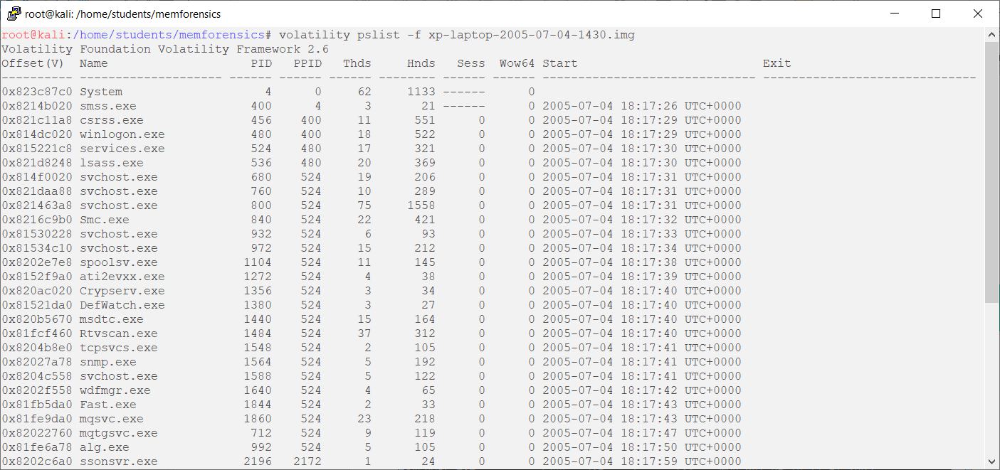 root@kali: /home/students/memforensics
root@kali:/home/students/memforensics# volatility pslist -f xp-laptop-2005-07-04-1430.img
Volatility Foundation Volatility Framework 2.6
Offset(V)  Name                    PID   PPID   Thds     Hnds   Sess  Wow64 Start                          Exit
---------- -------------------- ------ ------ ------ -------- ------ ------ ------------------------------ ------------------------------
0x823c87c0 System                    4      0     62     1133 ------      0
0x8214b020 smss.exe                400      4      3       21 ------      0 2005-07-04 18:17:26 UTC+0000
0x821c11a8 csrss.exe               456    400     11      551      0      0 2005-07-04 18:17:29 UTC+0000
0x814dc020 winlogon.exe            480    400     18      522      0      0 2005-07-04 18:17:29 UTC+0000
0x815221c8 services.exe            524    480     17      321      0      0 2005-07-04 18:17:30 UTC+0000
0x821d8248 lsass.exe               536    480     20      369      0      0 2005-07-04 18:17:30 UTC+0000
0x814f0020 svchost.exe             680    524     19      206      0      0 2005-07-04 18:17:31 UTC+0000
0x821daa88 svchost.exe             760    524     10      289      0      0 2005-07-04 18:17:31 UTC+0000
0x821463a8 svchost.exe             800    524     75     1558      0      0 2005-07-04 18:17:31 UTC+0000
0x8216c9b0 Smc.exe                 840    524     22      421      0      0 2005-07-04 18:17:32 UTC+0000
0x81530228 svchost.exe             932    524      6       93      0      0 2005-07-04 18:17:33 UTC+0000
0x81534c10 svchost.exe             972    524     15      212      0      0 2005-07-04 18:17:34 UTC+0000
0x8202e7e8 spoolsv.exe            1104    524     11      145      0      0 2005-07-04 18:17:38 UTC+0000
0x8152f9a0 ati2evxx.exe           1272    524      4       38      0      0 2005-07-04 18:17:39 UTC+0000
0x820ac020 Crypserv.exe           1356    524      3       34      0      0 2005-07-04 18:17:40 UTC+0000
0x81521da0 DefWatch.exe           1380    524      3       27      0      0 2005-07-04 18:17:40 UTC+0000
0x820b5670 msdtc.exe              1440    524     15      164      0      0 2005-07-04 18:17:40 UTC+0000
0x81fcf460 Rtvscan.exe            1484    524     37      312      0      0 2005-07-04 18:17:40 UTC+0000
0x8204b8e0 tcpsvcs.exe            1548    524      2      105      0      0 2005-07-04 18:17:41 UTC+0000
0x82027a78 snmp.exe               1564    524      5      192      0      0 2005-07-04 18:17:41 UTC+0000
0x8204c558 svchost.exe            1588    524      5      122      0      0 2005-07-04 18:17:41 UTC+0000
0x8202f558 wdfmgr.exe             1640    524      4       65      0      0 2005-07-04 18:17:42 UTC+0000
0x81fb5da0 Fast.exe               1844    524      2       33      0      0 2005-07-04 18:17:43 UTC+0000
0x81fe9da0 mqsvc.exe              1860    524     23      218      0      0 2005-07-04 18:17:43 UTC+0000
0x82022760 mqtgsvc.exe             712    524      9      119      0      0 2005-07-04 18:17:47 UTC+0000
0x81fe6a78 alg.exe                 992    524      5      105      0      0 2005-07-04 18:17:50 UTC+0000
0x8202c6a0 ssonsvr.exe            2196   2172      1       24      0      0 2005-07-04 18:17:59 UTC+0000